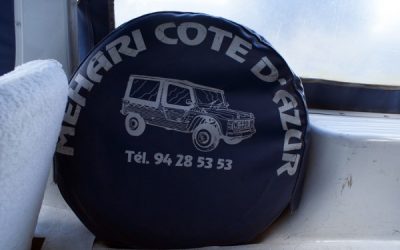 MEHARI COTE D'AZUR
Tél. 94 28 53 53